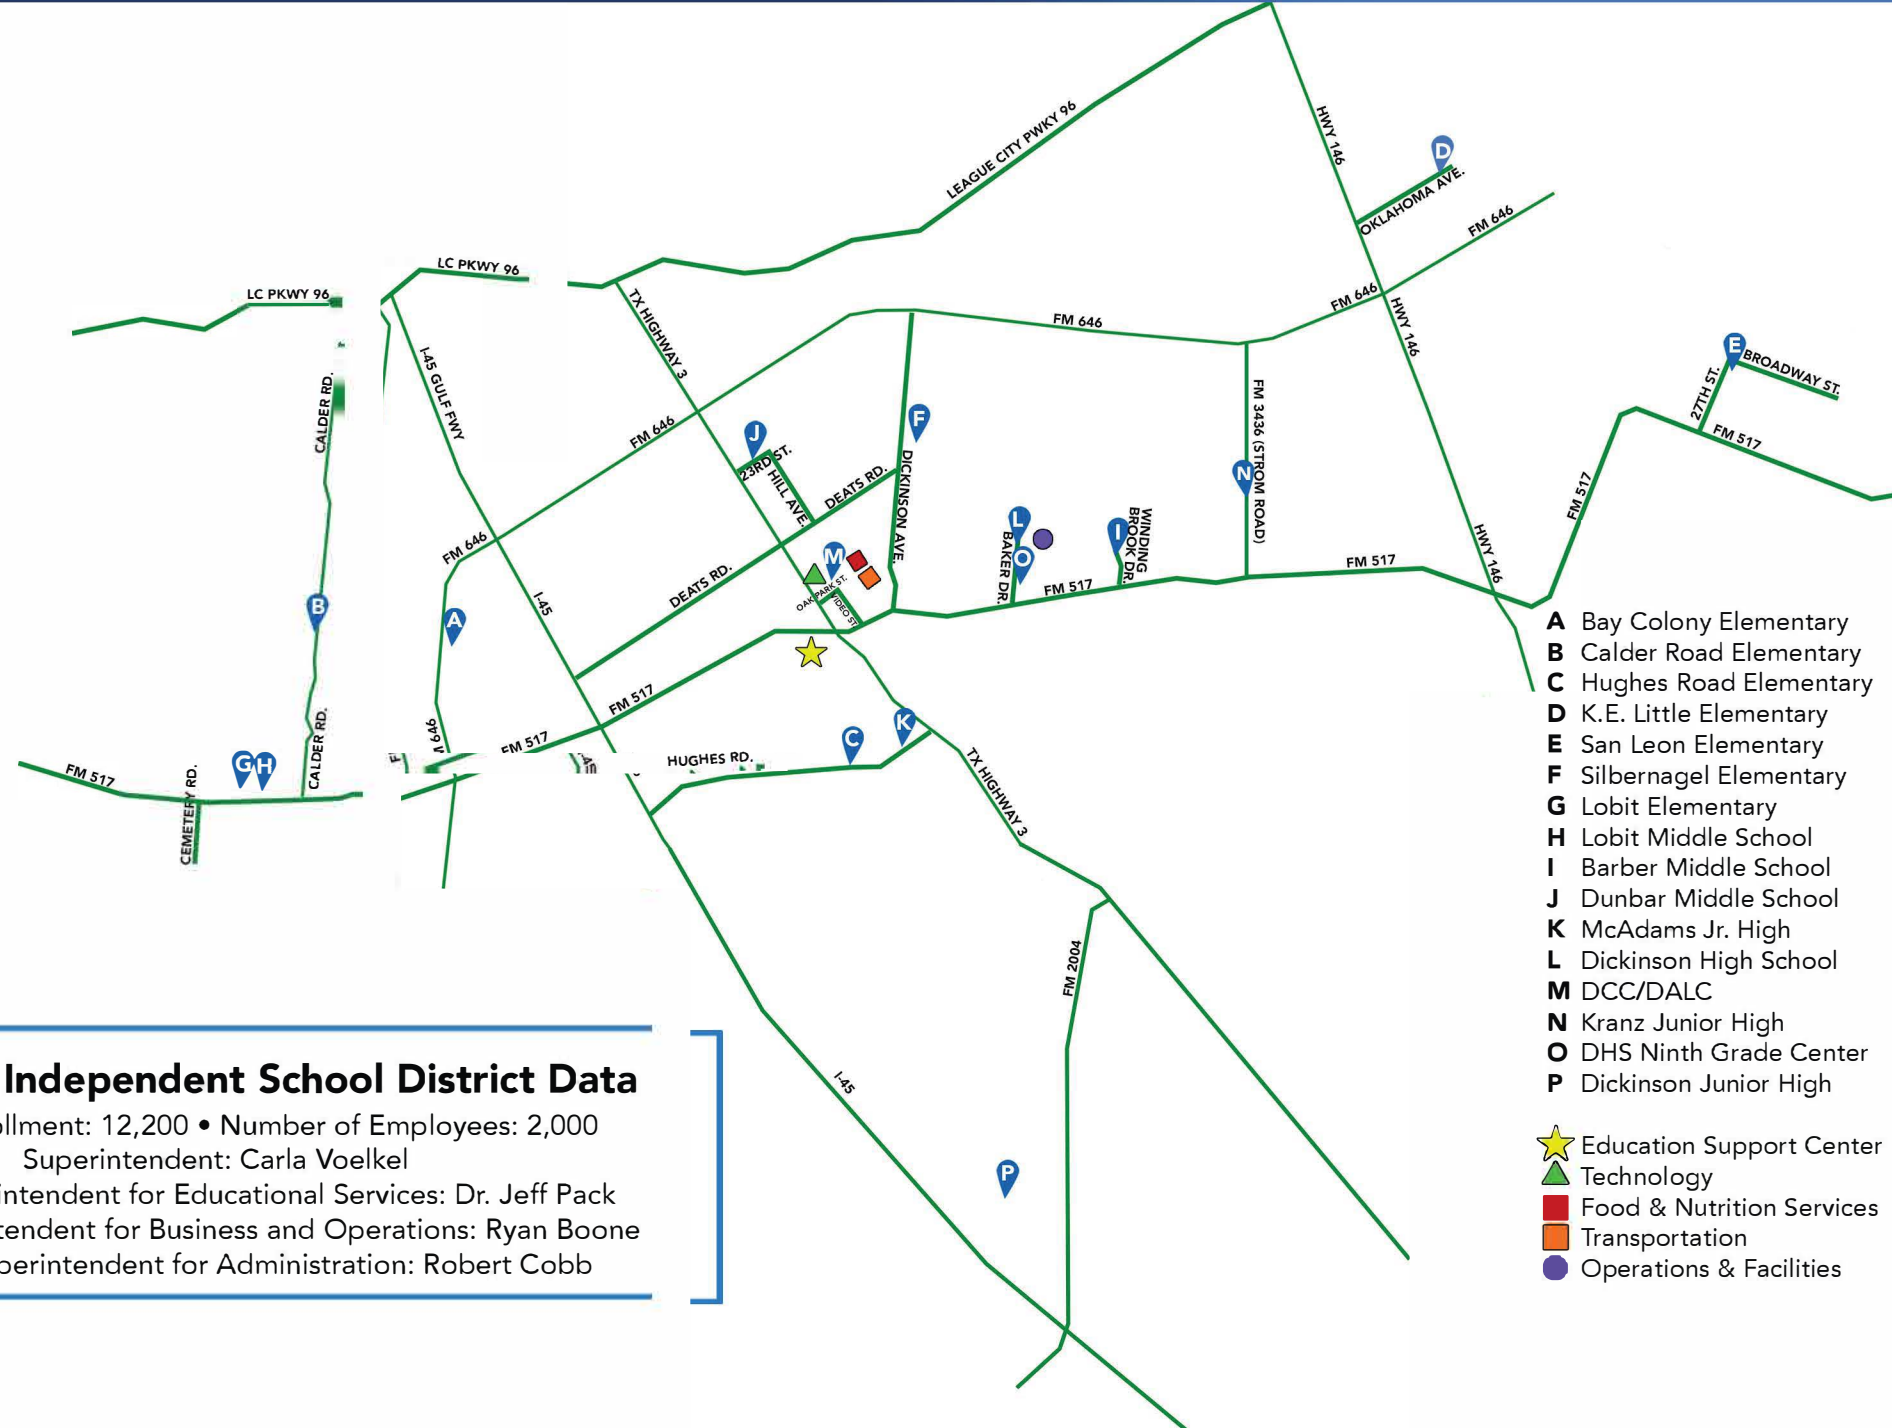 LEAGUE CITY PWKY 96
HWY 146
D
OKLAHOMA AVE.
FM 646
LC PKWY 96
LC PKWY 96
TX HIGHWAY 3
FM 646
FM 646
HWY 146
I-45 GULF FWY
CALDER RD.
E
BROADWAY ST.
27TH ST.
FM 517
FM 646
J
23RD ST.
HILL AVE.
F
DICKINSON AVE.
DEATS RD.
FM 3436 (STROM ROAD)
N
FM 517
L
BAKER DR.
O
I
WINDING
BROOK DR.
FM 517
FM 517
HWY 146
FM 646
I-45
DEATS RD.
M
OAK PARK ST.
VIDEO ST.
B
A
FM 517
FM 517
CALDER RD.
G
H
FM 517
CEMETERY RD.
HUGHES RD.
C
K
TX HIGHWAY 3
FM 2004
I-45
P
A Bay Colony Elementary
B Calder Road Elementary
C Hughes Road Elementary
D K.E. Little Elementary
E San Leon Elementary
F Silbernagel Elementary
G Lobit Elementary
H Lobit Middle School
I Barber Middle School
J Dunbar Middle School
K McAdams Jr. High
L Dickinson High School
M DCC/DALC
N Kranz Junior High
O DHS Ninth Grade Center
P Dickinson Junior High
Education Support Center
Technology
Food & Nutrition Services
Transportation
Operations & Facilities
Independent School District Data
llment: 12,200 • Number of Employees: 2,000
Superintendent: Carla Voelkel
intendent for Educational Services: Dr. Jeff Pack
tendent for Business and Operations: Ryan Boone
perintendent for Administration: Robert Cobb